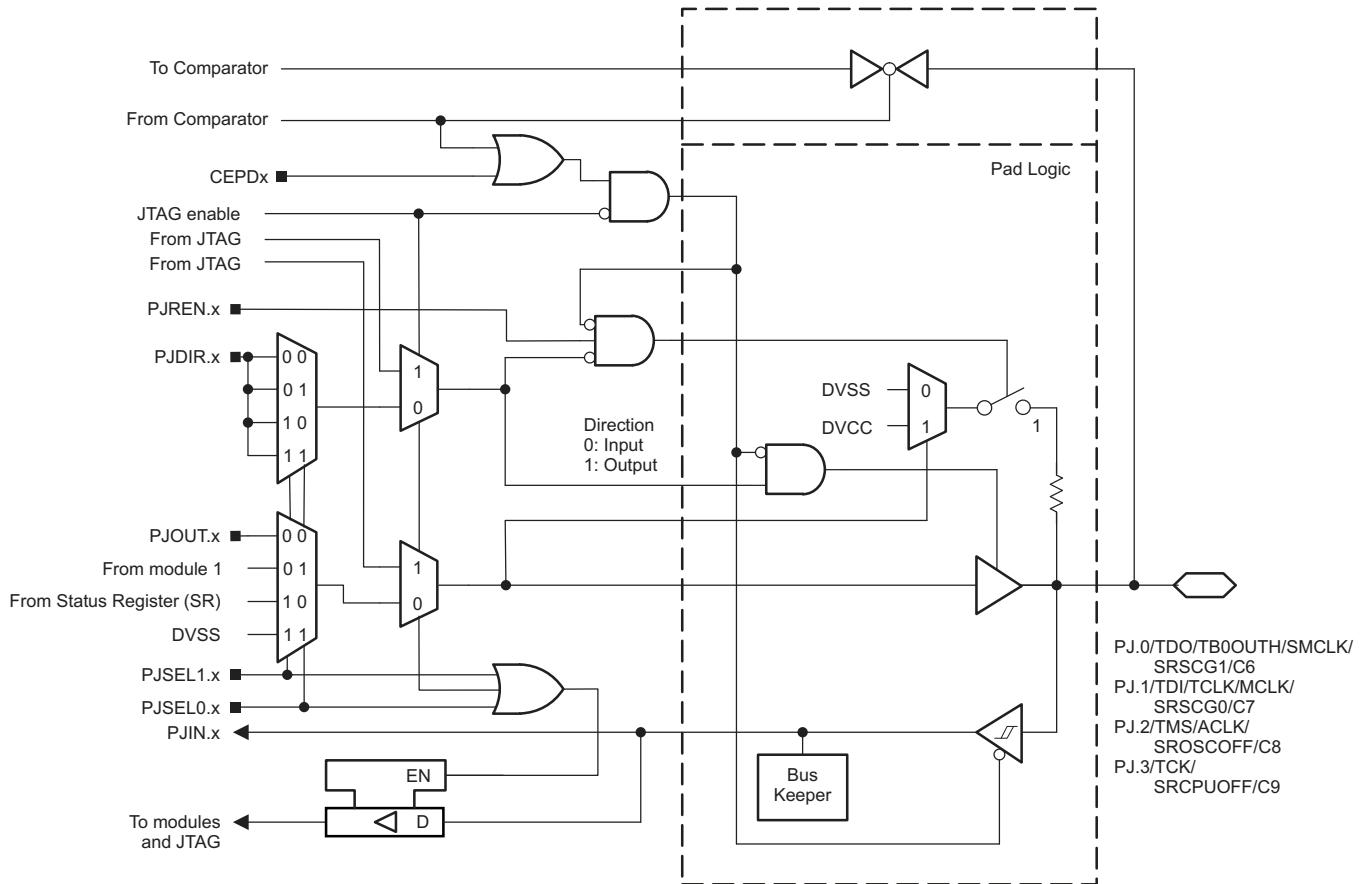 To Comparator
From Comparator
Pad Logic
CEPDx
JTAG enable
From JTAG
From JTAG
PJREN.x
PJDIR.x
0 0
0 1
1 0
1 1
1
0
Direction
0: Input
1: Output
DVSS
0
DVCC
1
1
PJOUT.x
0 0
From module 1
0 1
From Status Register (SR)
1 0
DVSS
1 1
1
0
PJSEL1.x
PJSEL0.x
PJIN.x
EN
D
To modules
and JTAG
Bus
Keeper
PJ.0/TDO/TB0OUTH/SMCLK/
SRSCG1/C6
PJ.1/TDI/TCLK/MCLK/
SRSCG0/C7
PJ.2/TMS/ACLK/
SROSCOFF/C8
PJ.3/TCK/
SRCPUOFF/C9